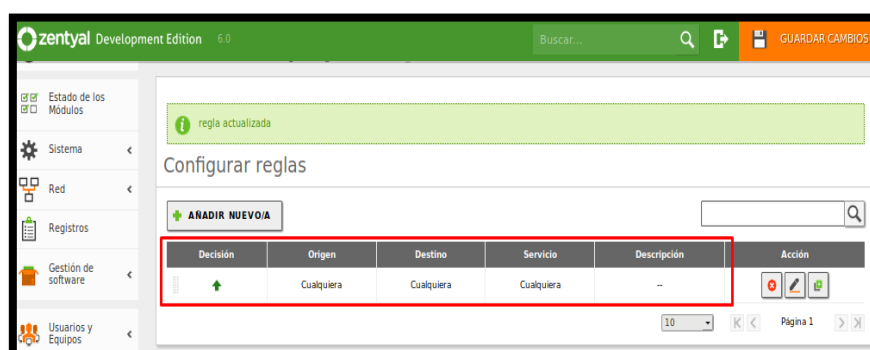 zentyal Development Edition 6.0
Buscar...
GUARDAR CAMBIOS
Estado de los
Módulos
Sistema
Red
Registros
Gestión de
software
Usuarios y
Equipos
regla actualizada
Configurar reglas
AÑADIR NUEVO/A
Decisión Origen Destino Servicio Descripción Acción
Cualquiera Cualquiera Cualquiera --
10 Página 1